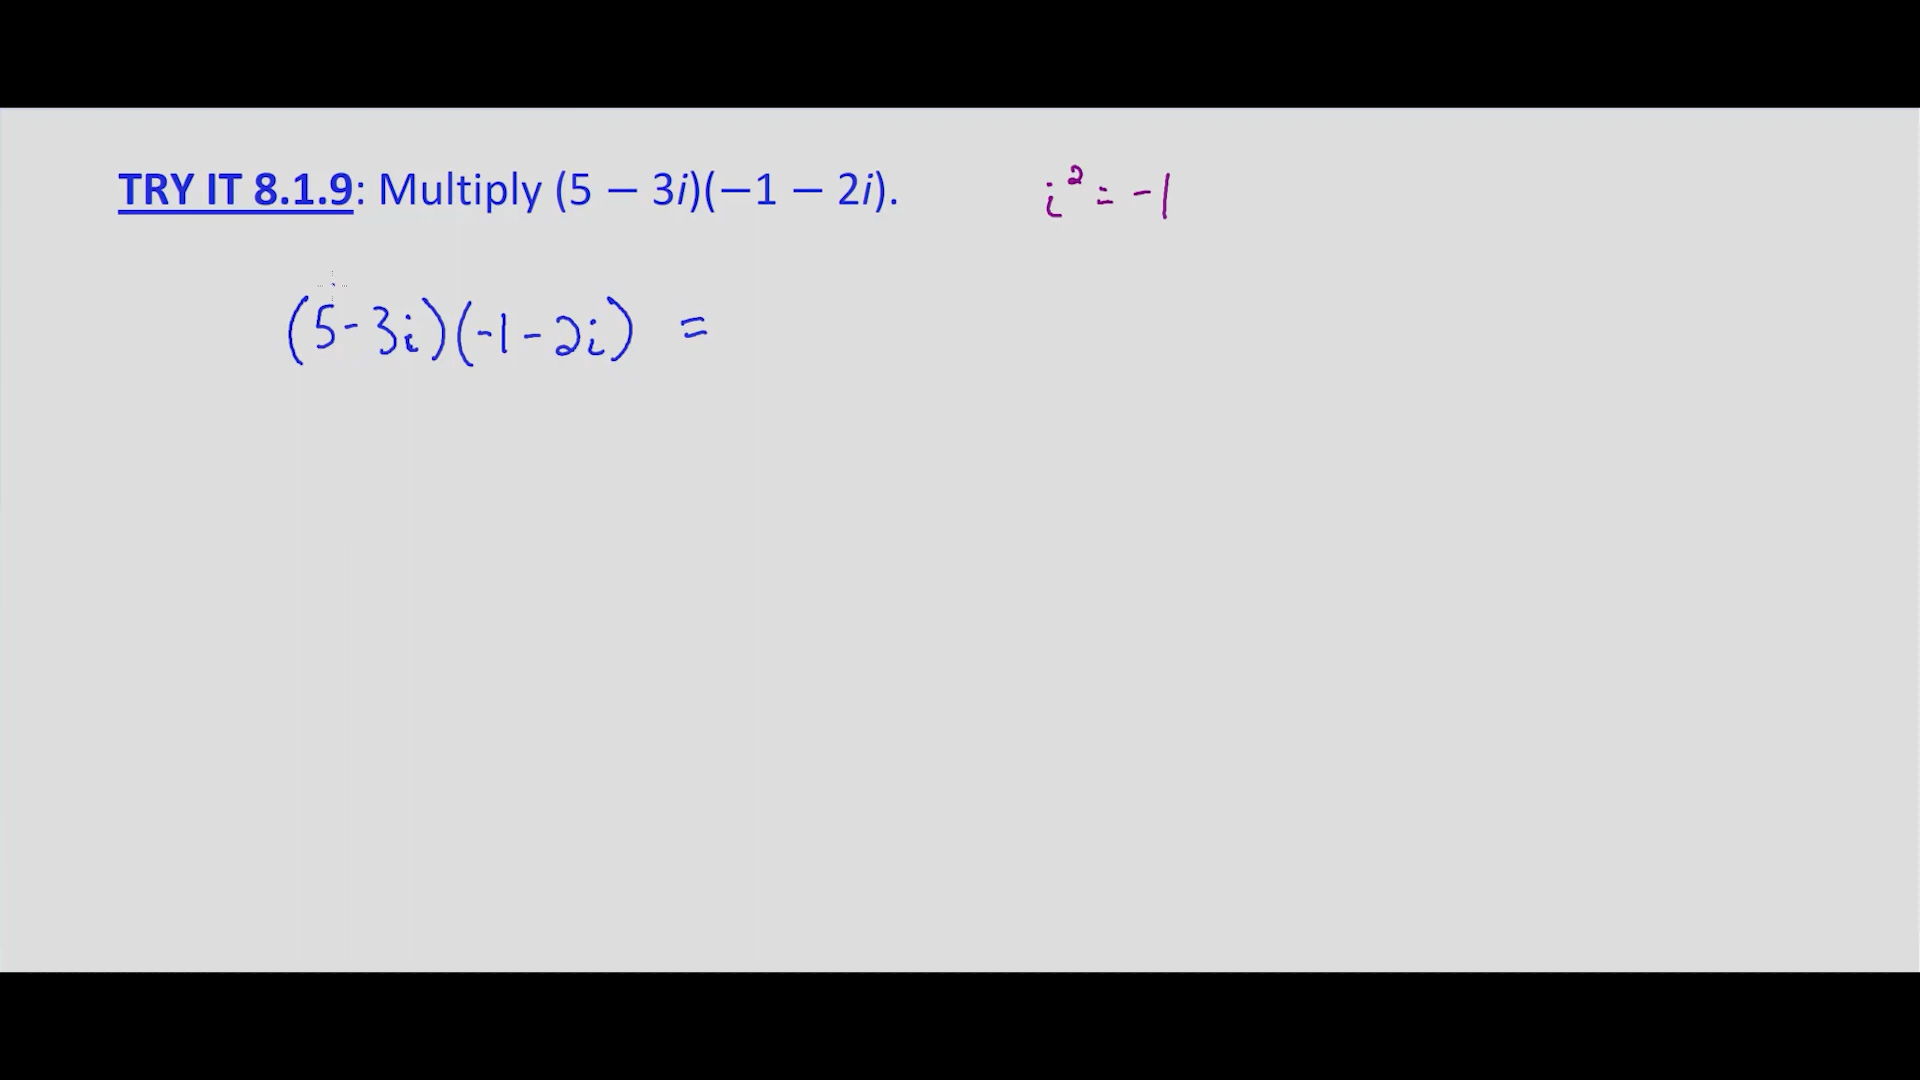 TRY IT 8.1.9: Multiply (5 − 3i)(−1 − 2i). i² = -1
(5-3i)(-1-2i) =